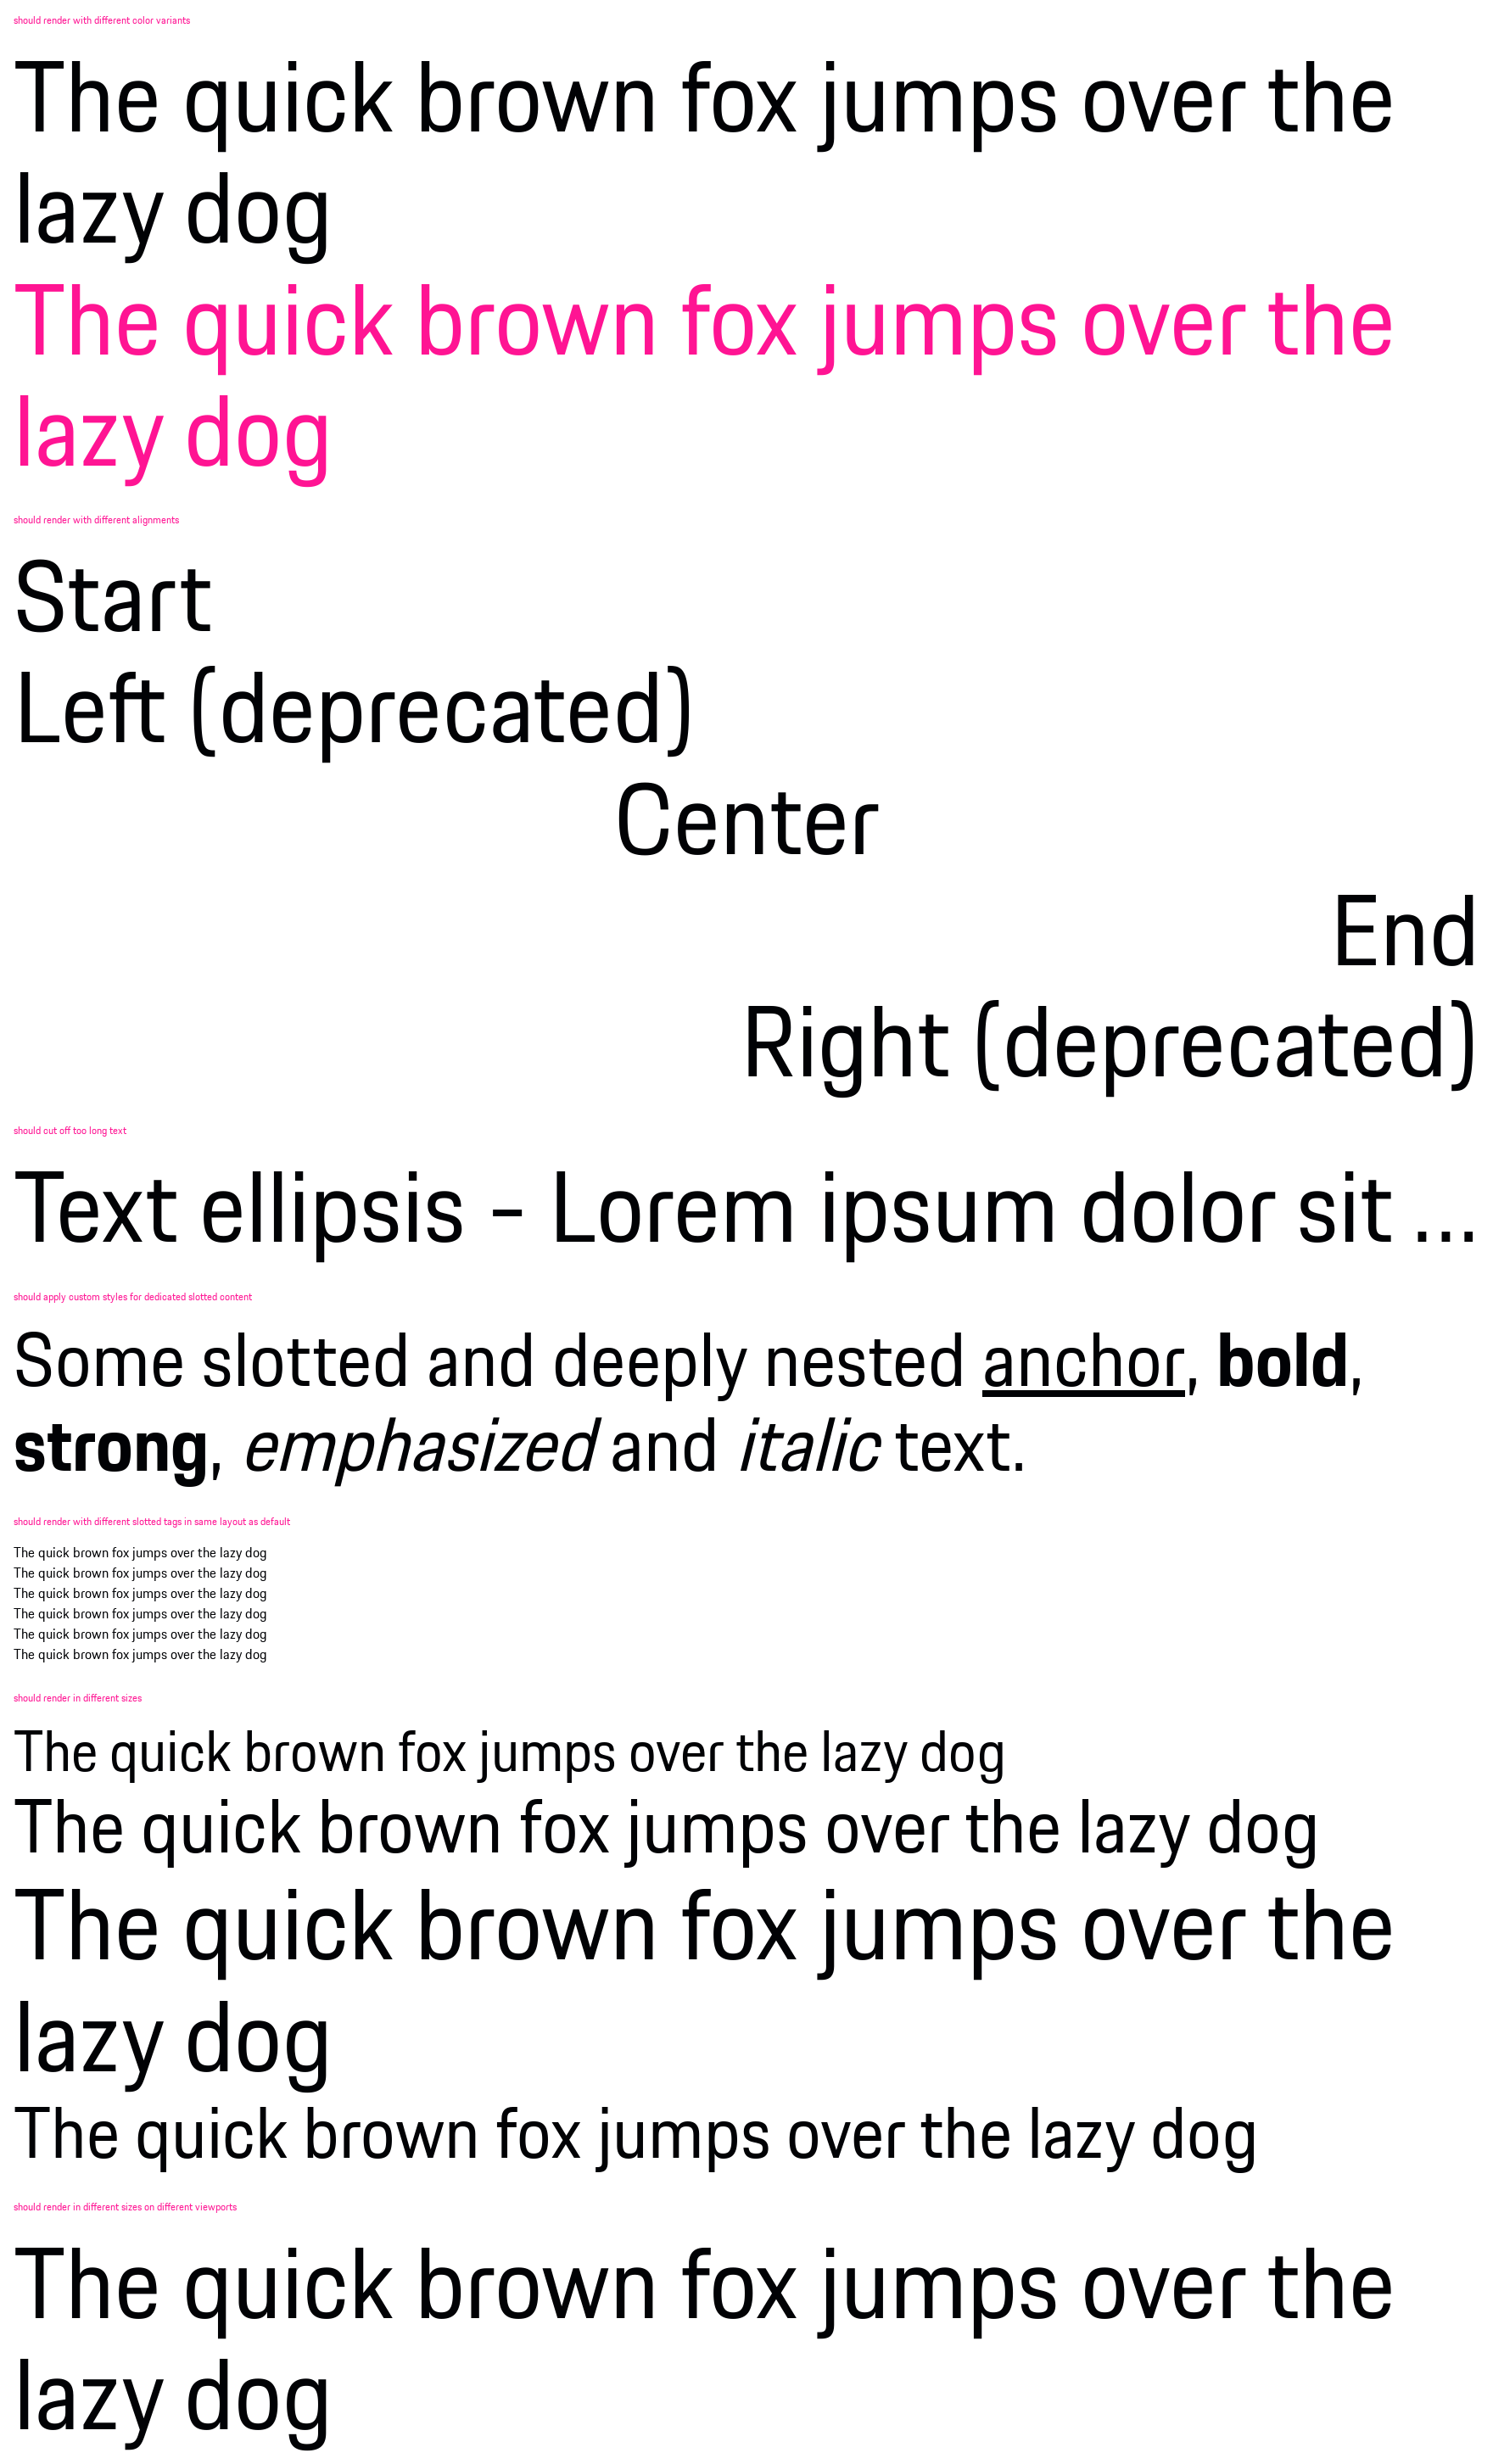 should render with different color variants
The quick brown fox jumps over the
lazy dog
The quick brown fox jumps over the
lazy dog
should render with different alignments
Start
Left (deprecated)
Center
End
Right (deprecated)
should cut off too long text
Text ellipsis - Lorem ipsum dolor sit ...
should apply custom styles for dedicated slotted content
Some slotted and deeply nested anchor, bold,
strong, emphasized and italic text.
should render with different slotted tags in same layout as default
The quick brown fox jumps over the lazy dog
The quick brown fox jumps over the lazy dog
The quick brown fox jumps over the lazy dog
The quick brown fox jumps over the lazy dog
The quick brown fox jumps over the lazy dog
The quick brown fox jumps over the lazy dog
should render in different sizes
The quick brown fox jumps over the lazy dog
The quick brown fox jumps over the lazy dog
The quick brown fox jumps over the
lazy dog
The quick brown fox jumps over the lazy dog
should render in different sizes on different viewports
The quick brown fox jumps over the
lazy dog